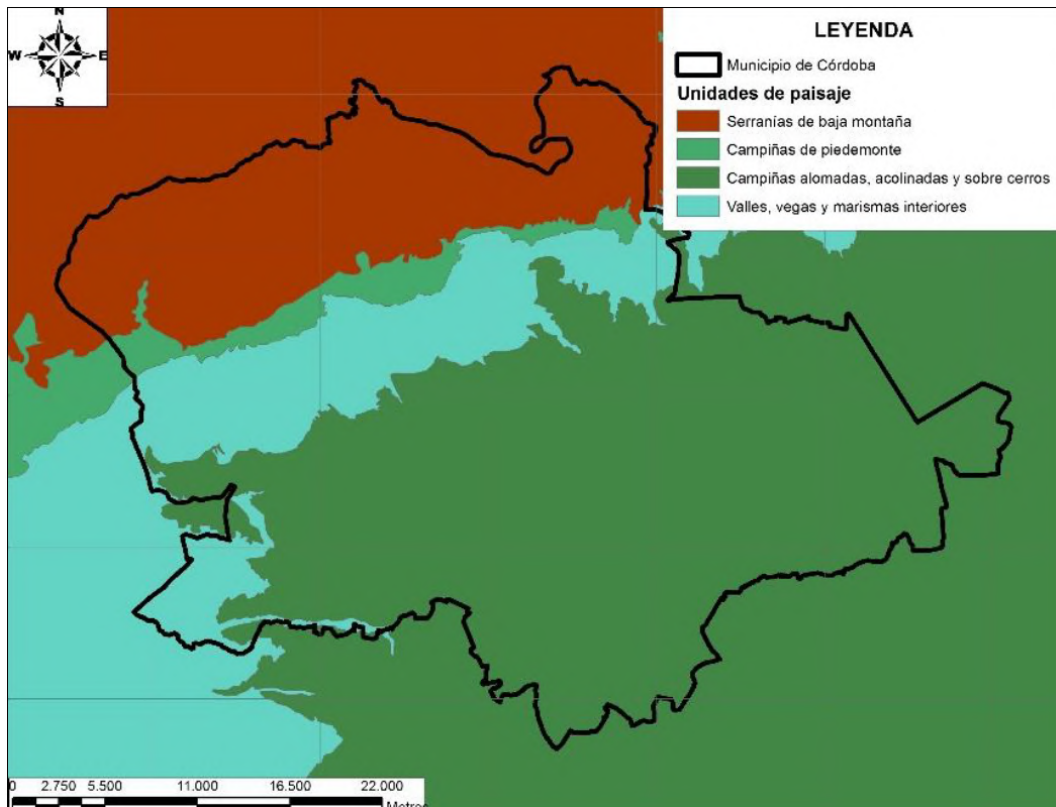 N
W E
S
LEYENDA
Municipio de Córdoba
Unidades de paisaje
Serranías de baja montaña
Campiñas de piedemonte
Campiñas alomadas, acolinadas y sobre cerros
Valles, vegas y marismas interiores
0 2.750 5.500 11.000 16.500 22.000
Metros